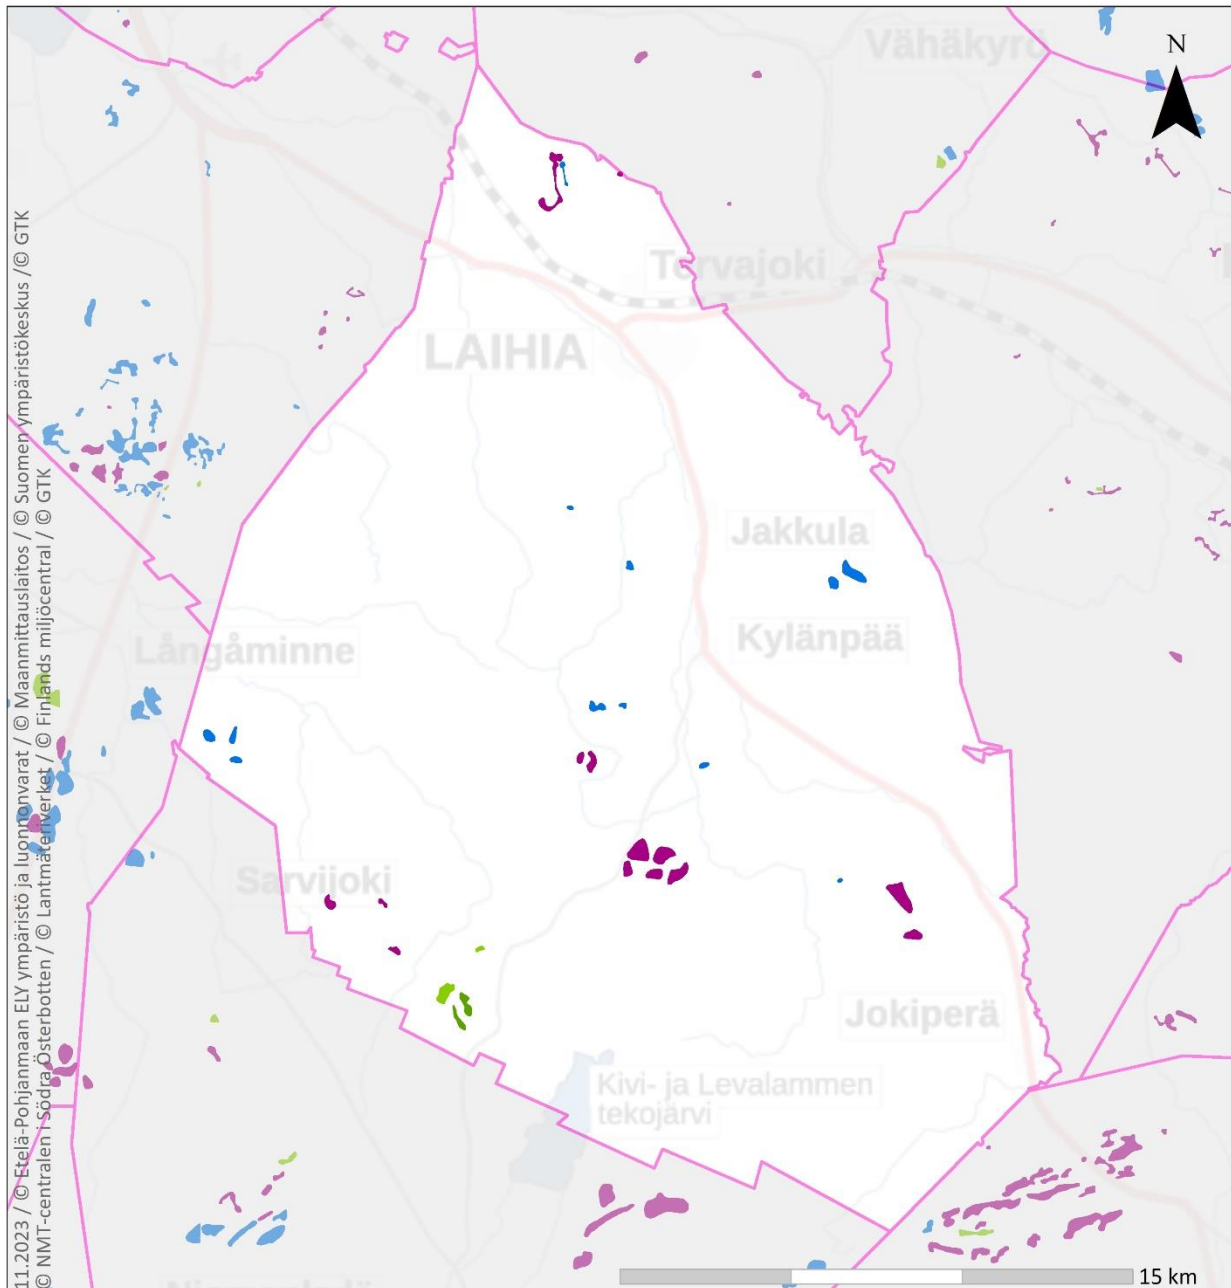 Vähäkyrö
N
Tervajoki
LAIHIA
Jakkula
Kylänpää
Långåminne
Sarvijoki
Jokiperä
Kivi- ja Levalammen
tekojärvi
15 km
11.2023 / © Etelä-Pohjanmaan ELY ympäristö ja luonnonvarat / © Maanmittauslaitos / © Suomen ympäristökeskus /© GTK
© NMT-centralen i Södra Österbotten / © Lantmäteriverket / © Finlands miljöcentral / © GTK